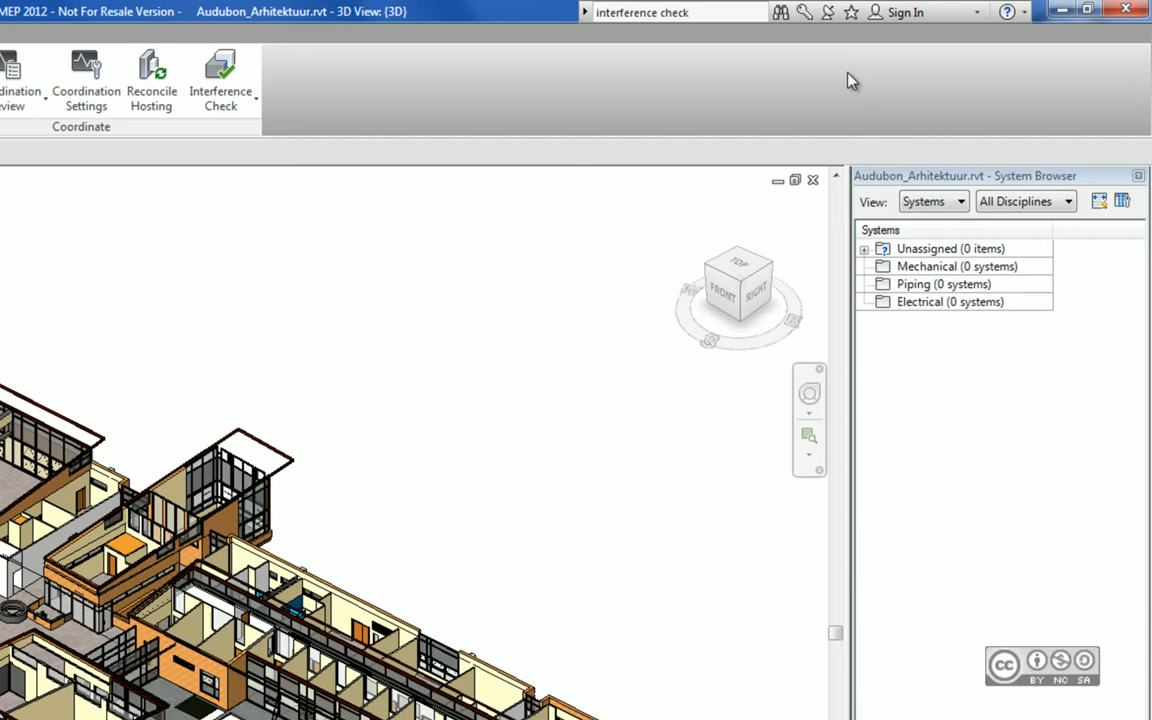 MEP 2012 - Not For Resale Version - Audubon_Arhitektuur.rvt - 3D View: {3D}
interference check
Sign In
Coordination Settings
Reconcile Hosting
Interference Check
Coordinate
Audubon_Arhitektuur.rvt - System Browser
View: Systems All Disciplines
Systems
Unassigned (0 items)
Mechanical (0 systems)
Piping (0 systems)
Electrical (0 systems)
TOP
FRONT
RIGHT
W
S
E
cc
BY NC SA